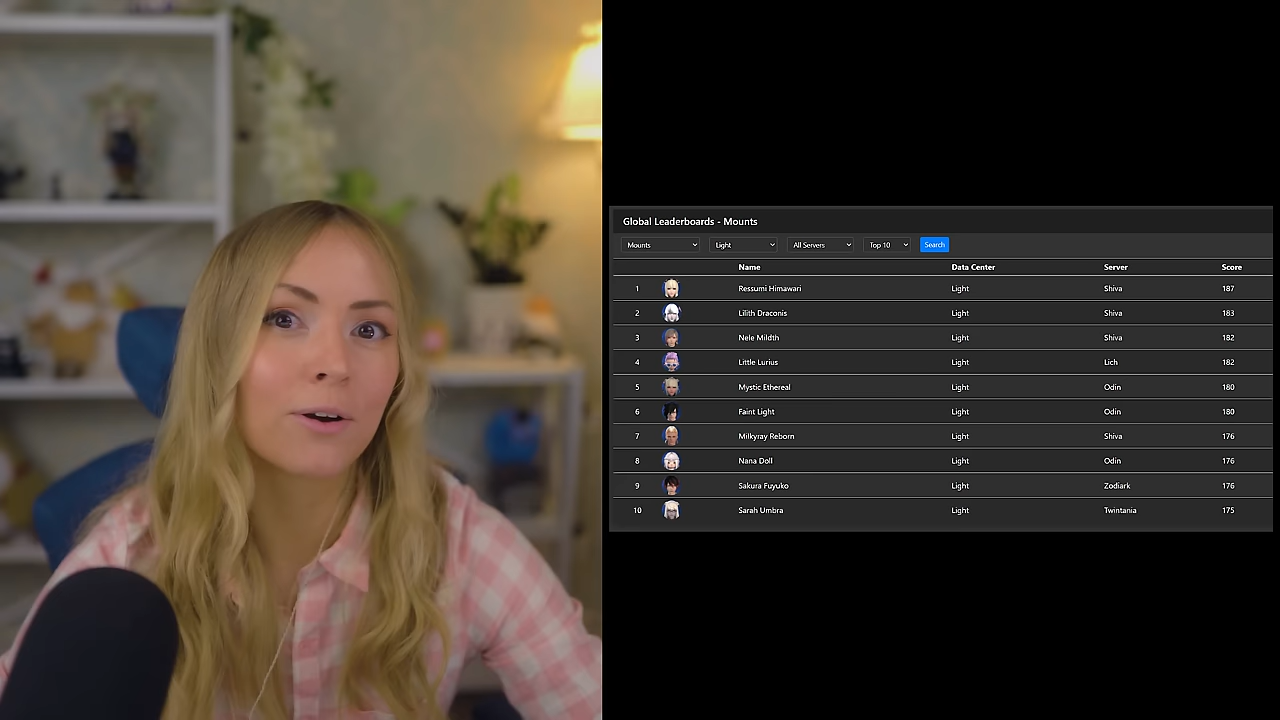 Global Leaderboards - Mounts
Mounts Light All Servers Top 10 Search
Name Data Center Server Score
1 Ressumi Himawari Light Shiva 187
2 Lilith Draconis Light Shiva 183
3 Nele Mildth Light Shiva 182
4 Little Lurius Light Lich 182
5 Mystic Ethereal Light Odin 180
6 Faint Light Light Odin 180
7 Milkyray Reborn Light Shiva 176
8 Nana Doll Light Odin 176
9 Sakura Fuyuko Light Zodiark 176
10 Sarah Umbra Light Twintania 175